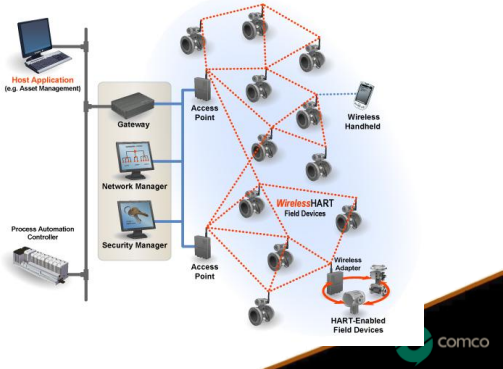 Host Application
(e.g. Asset Management)
Gateway
Network Manager
Security Manager
Process Automation
Controller
Access
Point
Access
Point
Wireless
Handheld
WirelessHART
Field Devices
Wireless
Adapter
HART-Enabled
Field Devices
comco